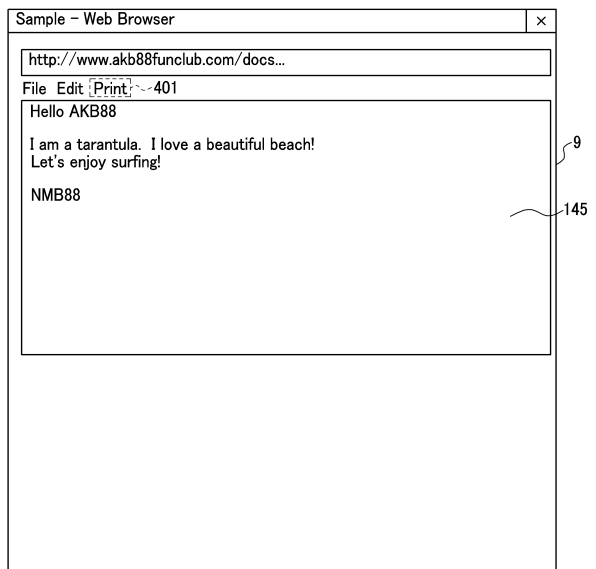 Sample - Web Browser ×
http://www.akb88funclub.com/docs...
File Edit Print 401
Hello AKB88
I am a tarantula. I love a beautiful beach!
Let's enjoy surfing!
NMB88
9
145